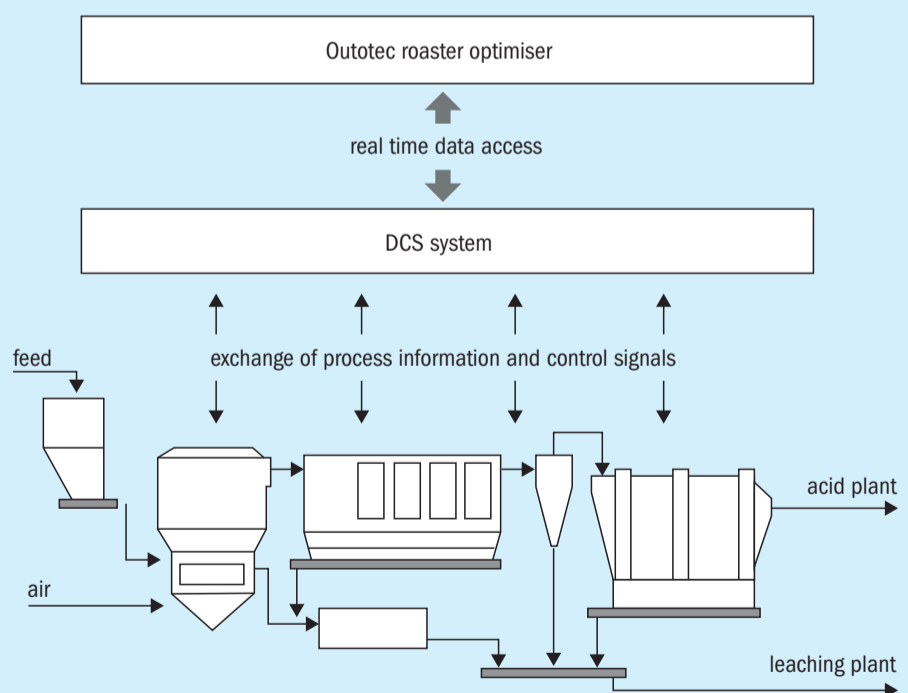 Outotec roaster optimiser
real time data access
DCS system
exchange of process information and control signals
feed
acid plant
air
leaching plant